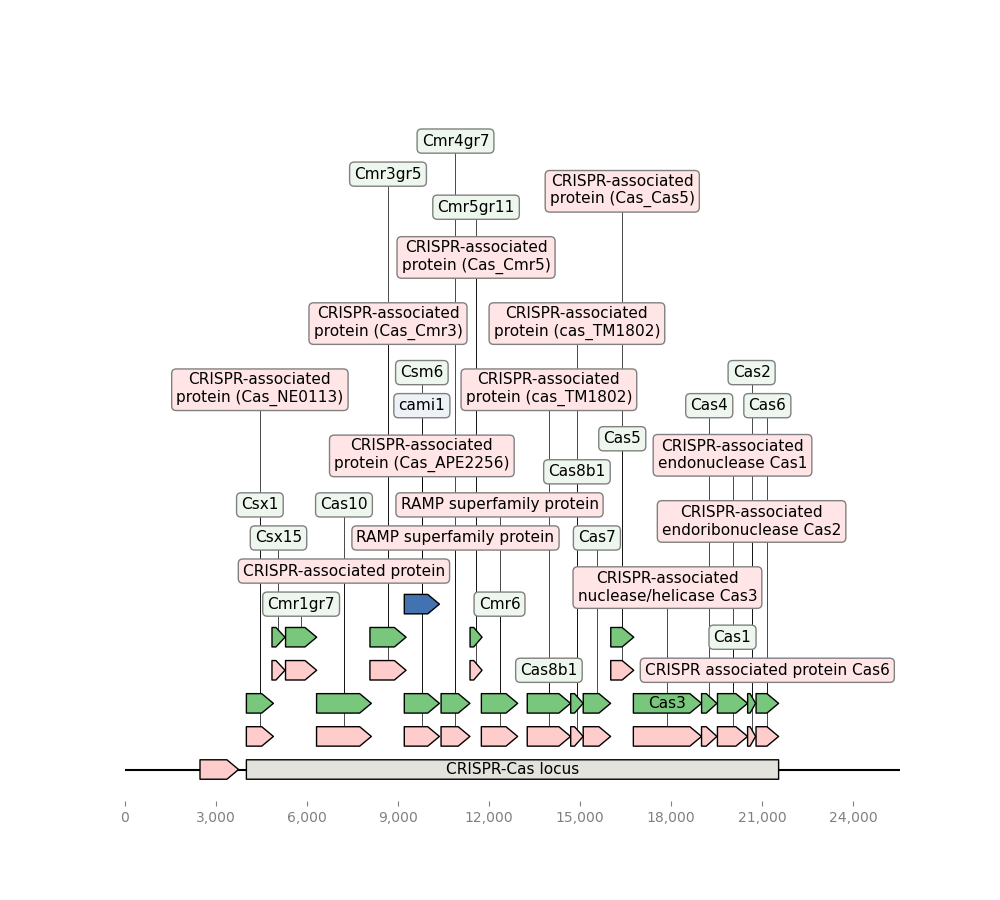 Cmr4gr7
Cmr3gr5
CRISPR-associated
protein (Cas_Cas5)
Cmr5gr11
CRISPR-associated
protein (Cas_Cmr5)
CRISPR-associated
protein (Cas_Cmr3)
CRISPR-associated
protein (cas_TM1802)
Csm6
Cas2
CRISPR-associated
protein (Cas_NE0113)
CRISPR-associated
protein (cas_TM1802)
cami1
Cas4
Cas6
Cas5
CRISPR-associated
protein (Cas_APE2256)
CRISPR-associated
endonuclease Cas1
Cas8b1
Csx1
Cas10
RAMP superfamily protein
CRISPR-associated
endoribonuclease Cas2
Csx15
RAMP superfamily protein
Cas7
CRISPR-associated protein
CRISPR-associated
nuclease/helicase Cas3
Cmr1gr7
Cmr6
Cas1
Cas8b1
CRISPR associated protein Cas6
Cas3
CRISPR-Cas locus
0
3,000
6,000
9,000
12,000
15,000
18,000
21,000
24,000